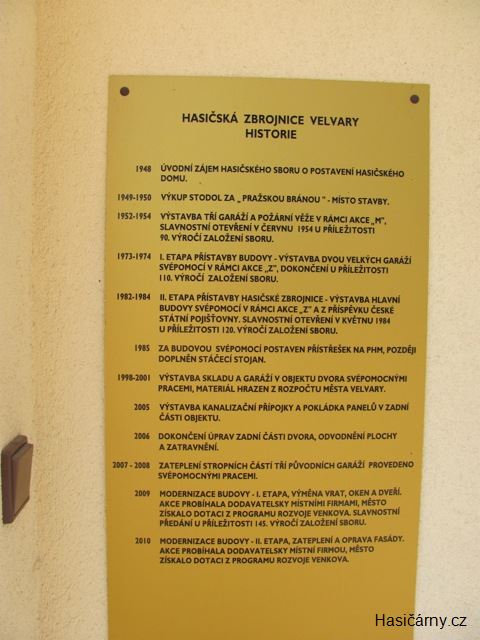 HASIČSKÁ ZBROJNICE VELVARY
HISTORIE
1948 ÚVODNÍ ZÁJEM HASIČSKÉHO SBORU O POSTAVENÍ HASIČSKÉHO
DOMU.
1949-1950 VÝKUP STODOL ZA „ PRAŽSKOU BRÁNOU " - MÍSTO STAVBY.
1952-1954 VÝSTAVBA TŘÍ GARÁŽÍ A POŽÁRNÍ VĚŽE V RÁMCI AKCE „M",
SLAVNOSTNÍ OTEVŘENÍ V ČERVNU 1954 U PŘÍLEŽITOSTI
90. VÝROČÍ ZALOŽENÍ SBORU.
1973-1974 I. ETAPA PŘÍSTAVBY BUDOVY - VÝSTAVBA DVOU VELKÝCH GARÁŽÍ
SVÉPOMOCÍ V RÁMCI AKCE „Z", DOKONČENÍ U PŘÍLEŽITOSTI
110. VÝROČÍ ZALOŽENÍ SBORU.
1982-1984 II. ETAPA PŘÍSTAVBY HASIČSKÉ ZBROJNICE - VÝSTAVBA HLAVNÍ
BUDOVY SVÉPOMOCÍ V RÁMCI AKCE „Z" A Z PŘÍSPĚVKU ČESKÉ
STÁTNÍ POJIŠŤOVNY. SLAVNOSTNÍ OTEVŘENÍ V KVĚTNU 1984
U PŘÍLEŽITOSTI 120. VÝROČÍ ZALOŽENÍ SBORU.
1985 ZA BUDOVOU SVÉPOMOCÍ POSTAVEN PŘÍSTŘEŠEK NA PHM, POZDĚJI
DOPLNĚN STÁČECÍ STOJAN.
1998-2001 VÝSTAVBA SKLADU A GARÁŽÍ V OBJEKTU DVORA SVÉPOMOCNÝMI
PRACEMI, MATERIÁL HRAZEN Z ROZPOČTU MĚSTA VELVARY.
2005 VÝSTAVBA KANALIZAČNÍ PŘÍPOJKY A POKLÁDKA PANELŮ V ZADNÍ
ČÁSTI OBJEKTU.
2006 DOKONČENÍ ÚPRAV ZADNÍ ČÁSTI DVORA, ODVODNĚNÍ PLOCHY
A ZATRAVNĚNÍ.
2007 - 2008 ZATEPLENÍ STROPNÍCH ČÁSTÍ TŘÍ PŮVODNÍCH GARÁŽÍ PROVEDENO
SVÉPOMOCNÝMI PRACEMI.
2009 MODERNIZACE BUDOVY - I. ETAPA, VÝMĚNA VRAT, OKEN A DVEŘÍ.
AKCE PROBÍHALA DODAVATELSKY MÍSTNÍMI FIRMAMI, MĚSTO
ZÍSKALO DOTACI Z PROGRAMU ROZVOJE VENKOVA. SLAVNOSTNÍ
PŘEDÁNÍ U PŘÍLEŽITOSTI 145. VÝROČÍ ZALOŽENÍ SBORU.
2010 MODERNIZACE BUDOVY - II. ETAPA, ZATEPLENÍ A OPRAVA FASÁDY.
AKCE PROBÍHALA DODAVATELSKY MÍSTNÍ FIRMOU, MĚSTO
ZÍSKALO DOTACI Z PROGRAMU ROZVOJE VENKOVA.
Hasičárny.cz